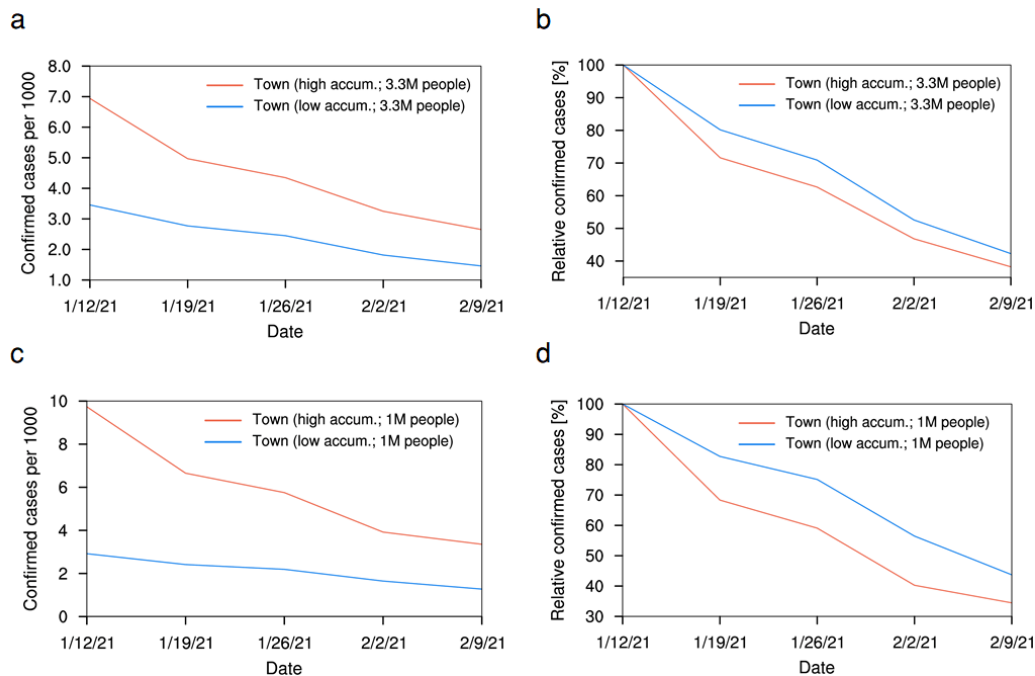 a
Confirmed cases per 1000
8.0
7.0
6.0
5.0
4.0
3.0
2.0
1.0
Town (high accum.; 3.3M people)
Town (low accum.; 3.3M people)
1/12/21 1/19/21 1/26/21 2/2/21 2/9/21
Date
b
Relative confirmed cases [%]
100
90
80
70
60
50
40
Town (high accum.; 3.3M people)
Town (low accum.; 3.3M people)
1/12/21 1/19/21 1/26/21 2/2/21 2/9/21
Date
c
Confirmed cases per 1000
10
8
6
4
2
0
Town (high accum.; 1M people)
Town (low accum.; 1M people)
1/12/21 1/19/21 1/26/21 2/2/21 2/9/21
Date
d
Relative confirmed cases [%]
100
90
80
70
60
50
40
30
Town (high accum.; 1M people)
Town (low accum.; 1M people)
1/12/21 1/19/21 1/26/21 2/2/21 2/9/21
Date